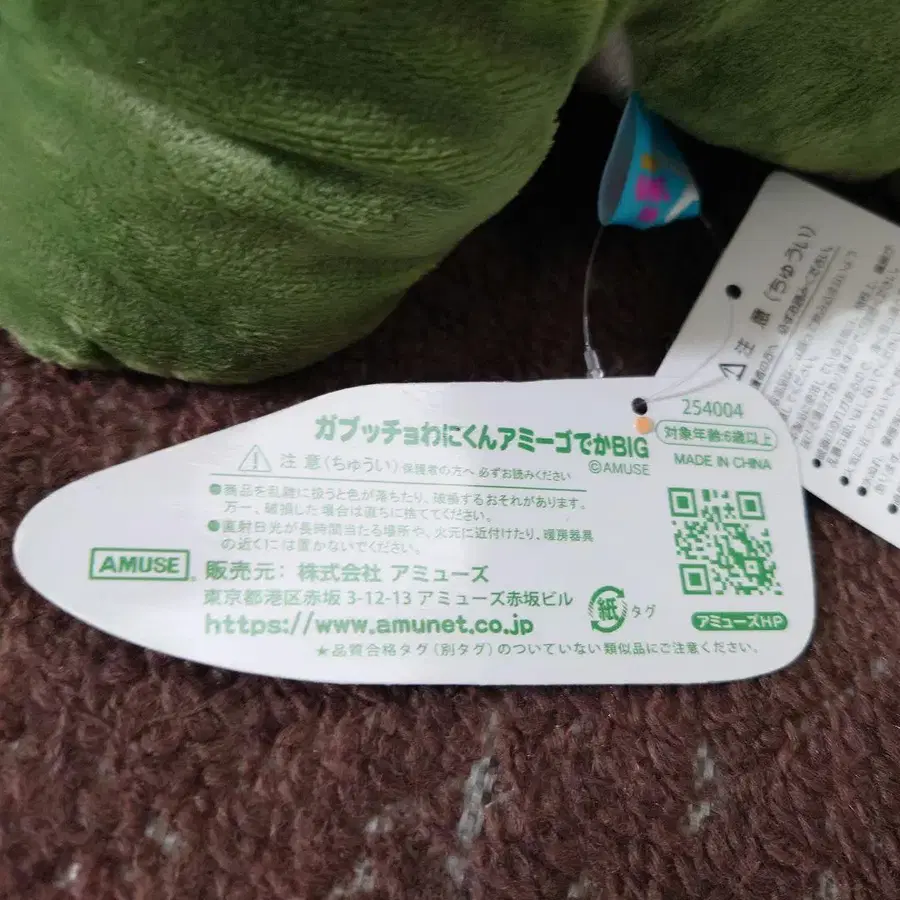 ガブッチョわにくんアミーゴでかBIG
©AMUSE
注意(ちゅうい)保護者の方へ 必ずお読みください
●商品を乱雑に扱うと色が落ちたり、破損するおそれがあります。
万一、破損した場合は直ちに捨ててください。
●直射日光が長時間当たる場所や、火元に近付けたり、暖房器具
の近くには置かないでください。
AMUSE
販売元：株式会社 アミューズ
東京都港区赤坂 3-12-13 アミューズ赤坂ビル
https://www.amunet.co.jp
★品質合格タグ(別タグ)のついていない類似品にご注意ください。
254004
対象年齢:6歳以上
MADE IN CHINA
紙 タグ
アミューズHP
注意(ちゅうい)